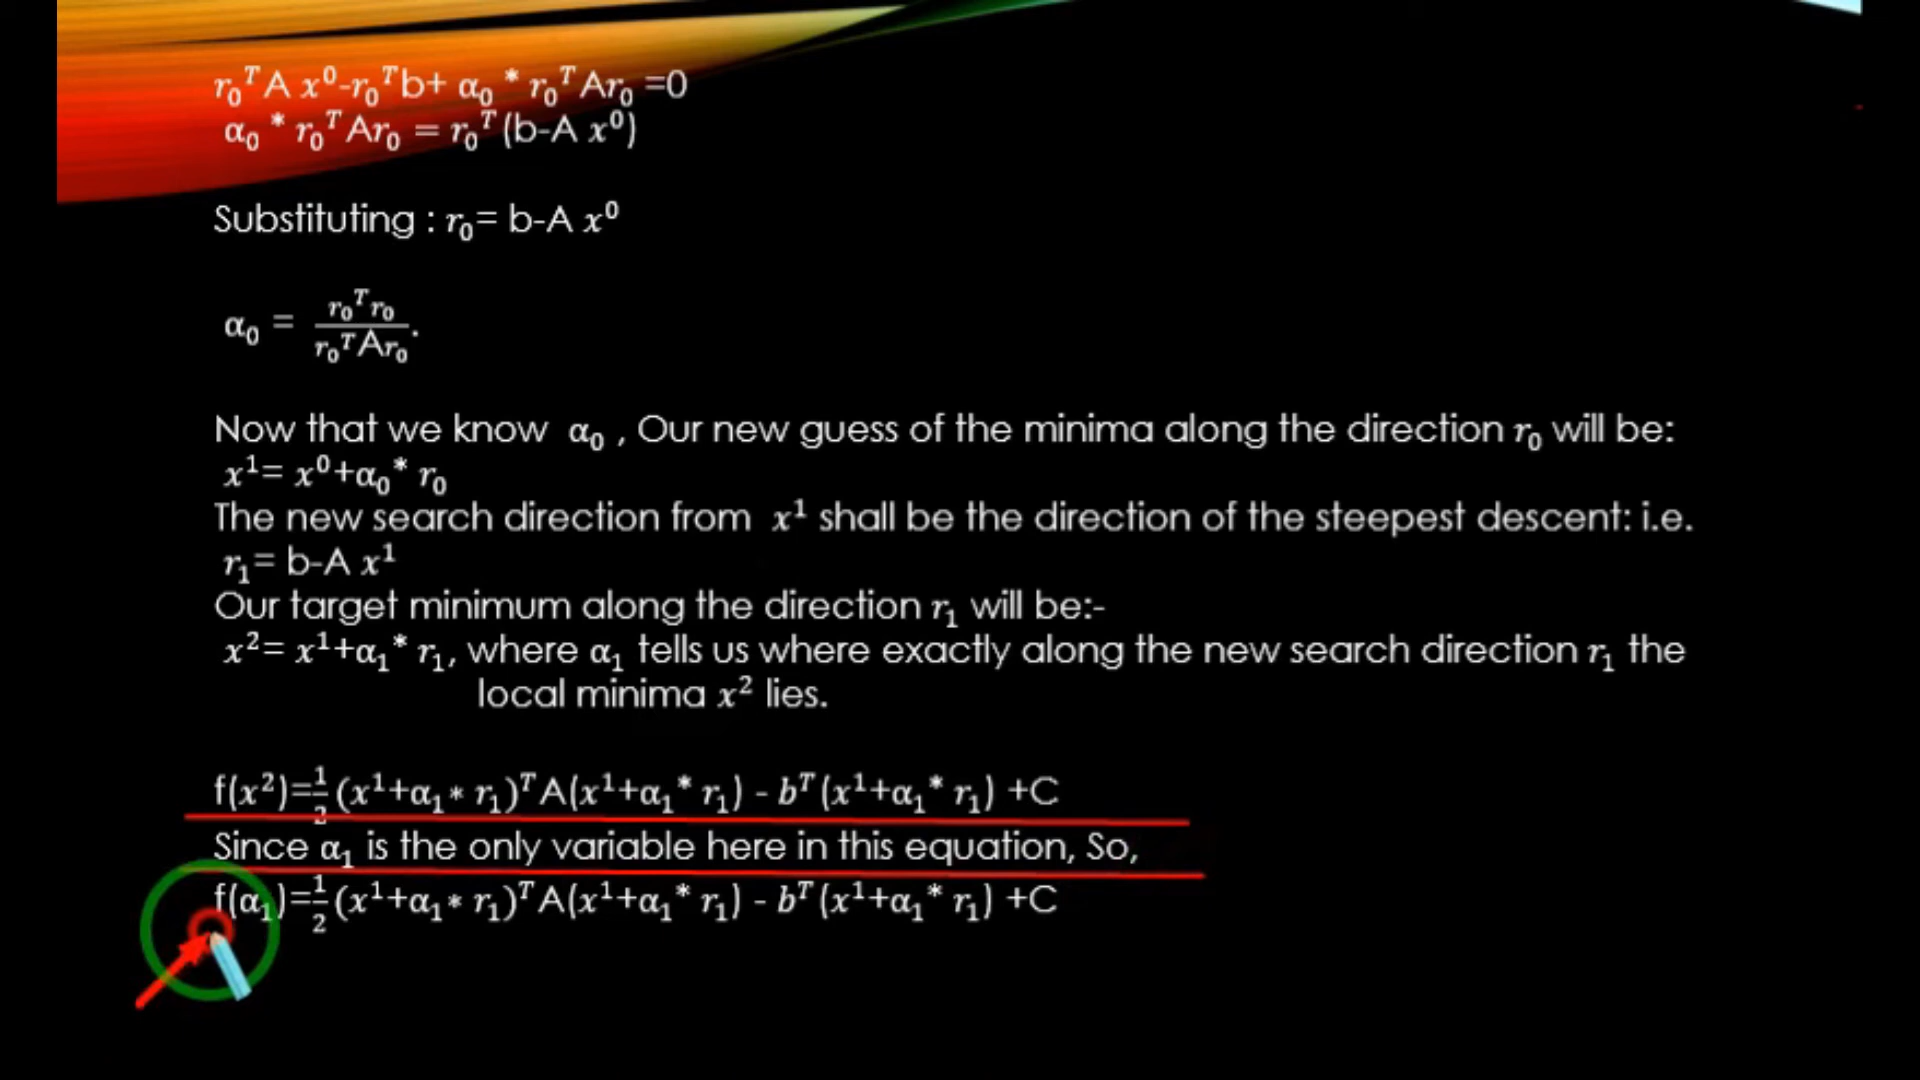 r₀ᵀA x⁰-r₀ᵀb+ α₀ * r₀ᵀAr₀ =0
α₀ * r₀ᵀAr₀ = r₀ᵀ(b-A x⁰)
Substituting : r₀= b-A x⁰
α₀ = r₀ᵀr₀ / r₀ᵀAr₀.
Now that we know α₀ , Our new guess of the minima along the direction r₀ will be:
x¹= x⁰+α₀* r₀
The new search direction from x¹ shall be the direction of the steepest descent: i.e.
r₁= b-A x¹
Our target minimum along the direction r₁ will be:-
x²= x¹+α₁* r₁, where α₁ tells us where exactly along the new search direction r₁ the
local minima x² lies.
f(x²)=½(x¹+α₁* r₁)ᵀA(x¹+α₁* r₁) - bᵀ(x¹+α₁* r₁) +C
Since α₁ is the only variable here in this equation, So,
f(α₁)=½(x¹+α₁* r₁)ᵀA(x¹+α₁* r₁) - bᵀ(x¹+α₁* r₁) +C